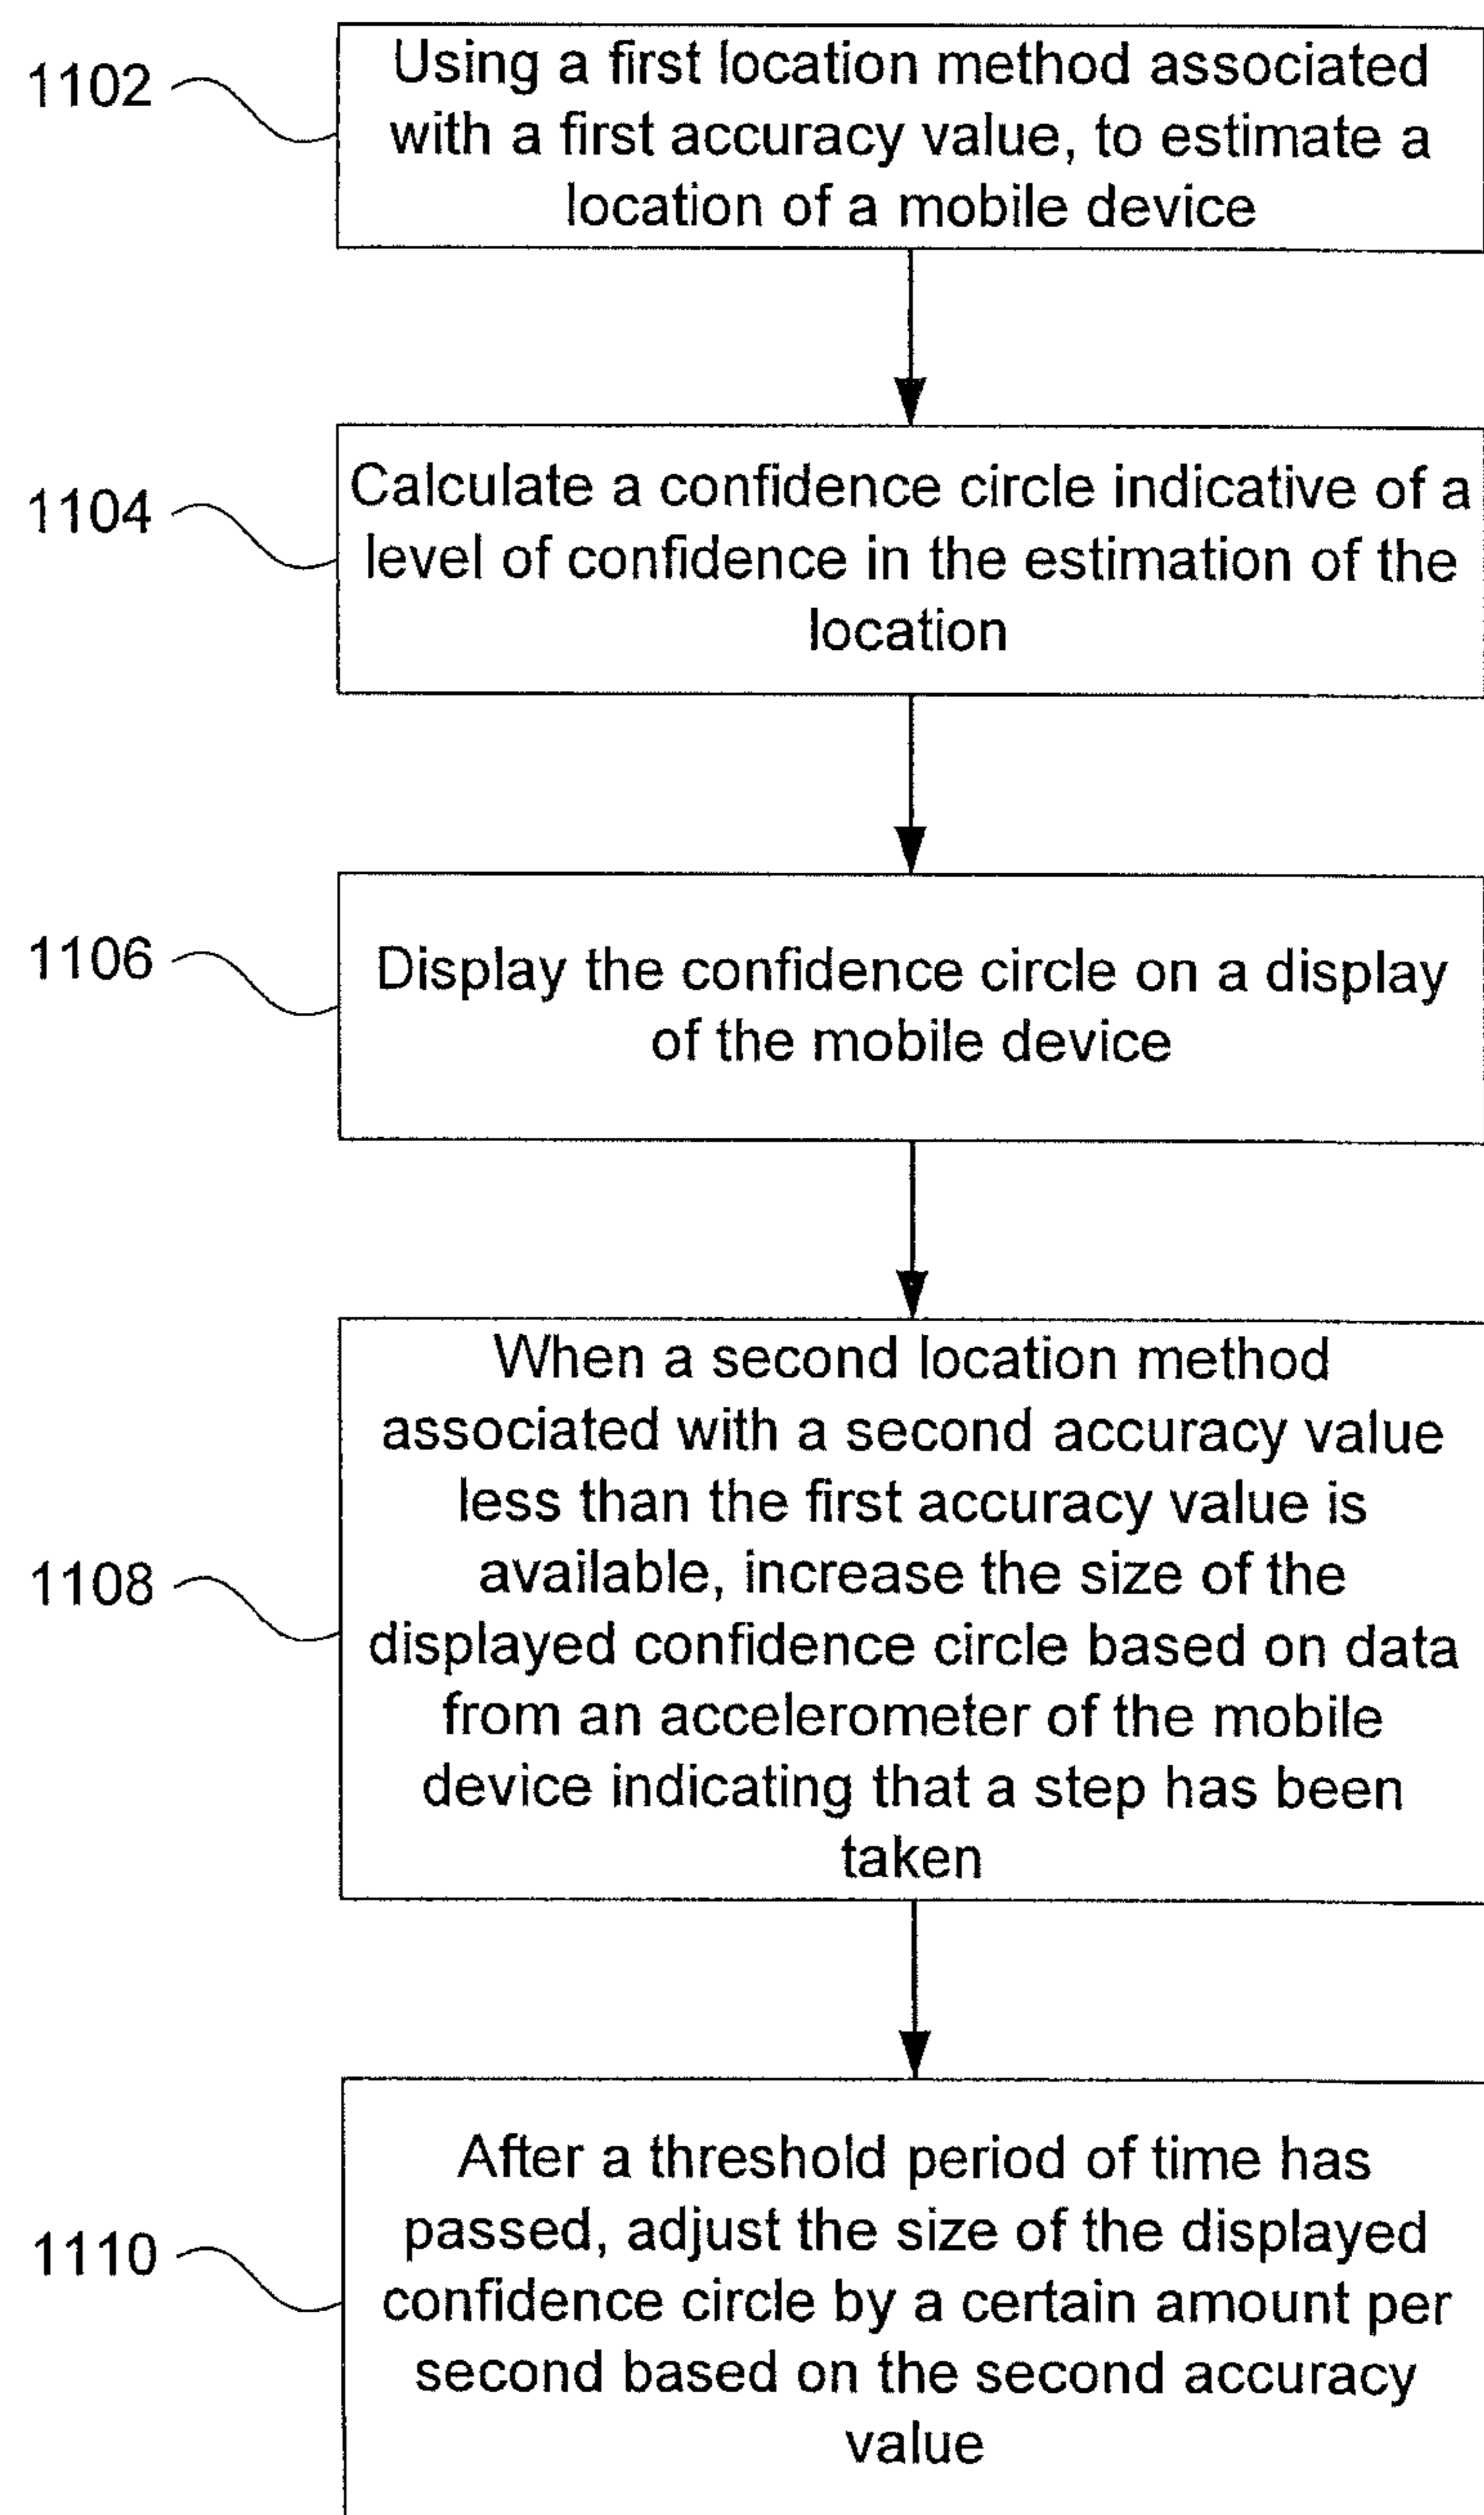 1102
Using a first location method associated
with a first accuracy value, to estimate a
location of a mobile device
1104
Calculate a confidence circle indicative of a
level of confidence in the estimation of the
location
1106
Display the confidence circle on a display
of the mobile device
1108
When a second location method
associated with a second accuracy value
less than the first accuracy value is
available, increase the size of the
displayed confidence circle based on data
from an accelerometer of the mobile
device indicating that a step has been
taken
1110
After a threshold period of time has
passed, adjust the size of the displayed
confidence circle by a certain amount per
second based on the second accuracy
value